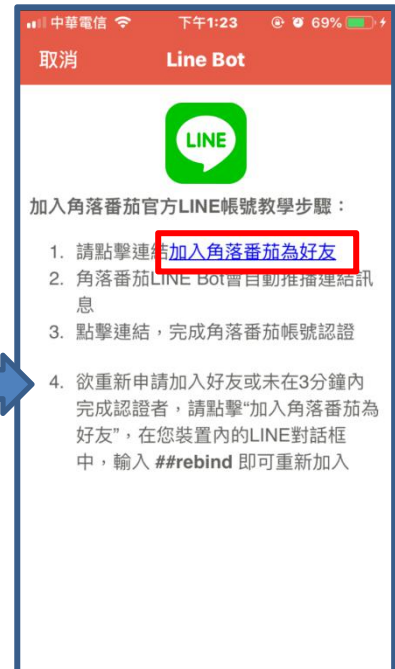 中華電信 下午1:23 69%
取消 Line Bot
LINE
加入角落番茄官方LINE帳號教學步驟：
1. 請點擊連結加入角落番茄為好友
2. 角落番茄LINE Bot會自動推播連結訊
息
3. 點擊連結，完成角落番茄帳號認證
4. 欲重新申請加入好友或未在3分鐘內
完成認證者，請點擊“加入角落番茄為
好友”，在您裝置內的LINE對話框
中，輸入 ##rebind 即可重新加入